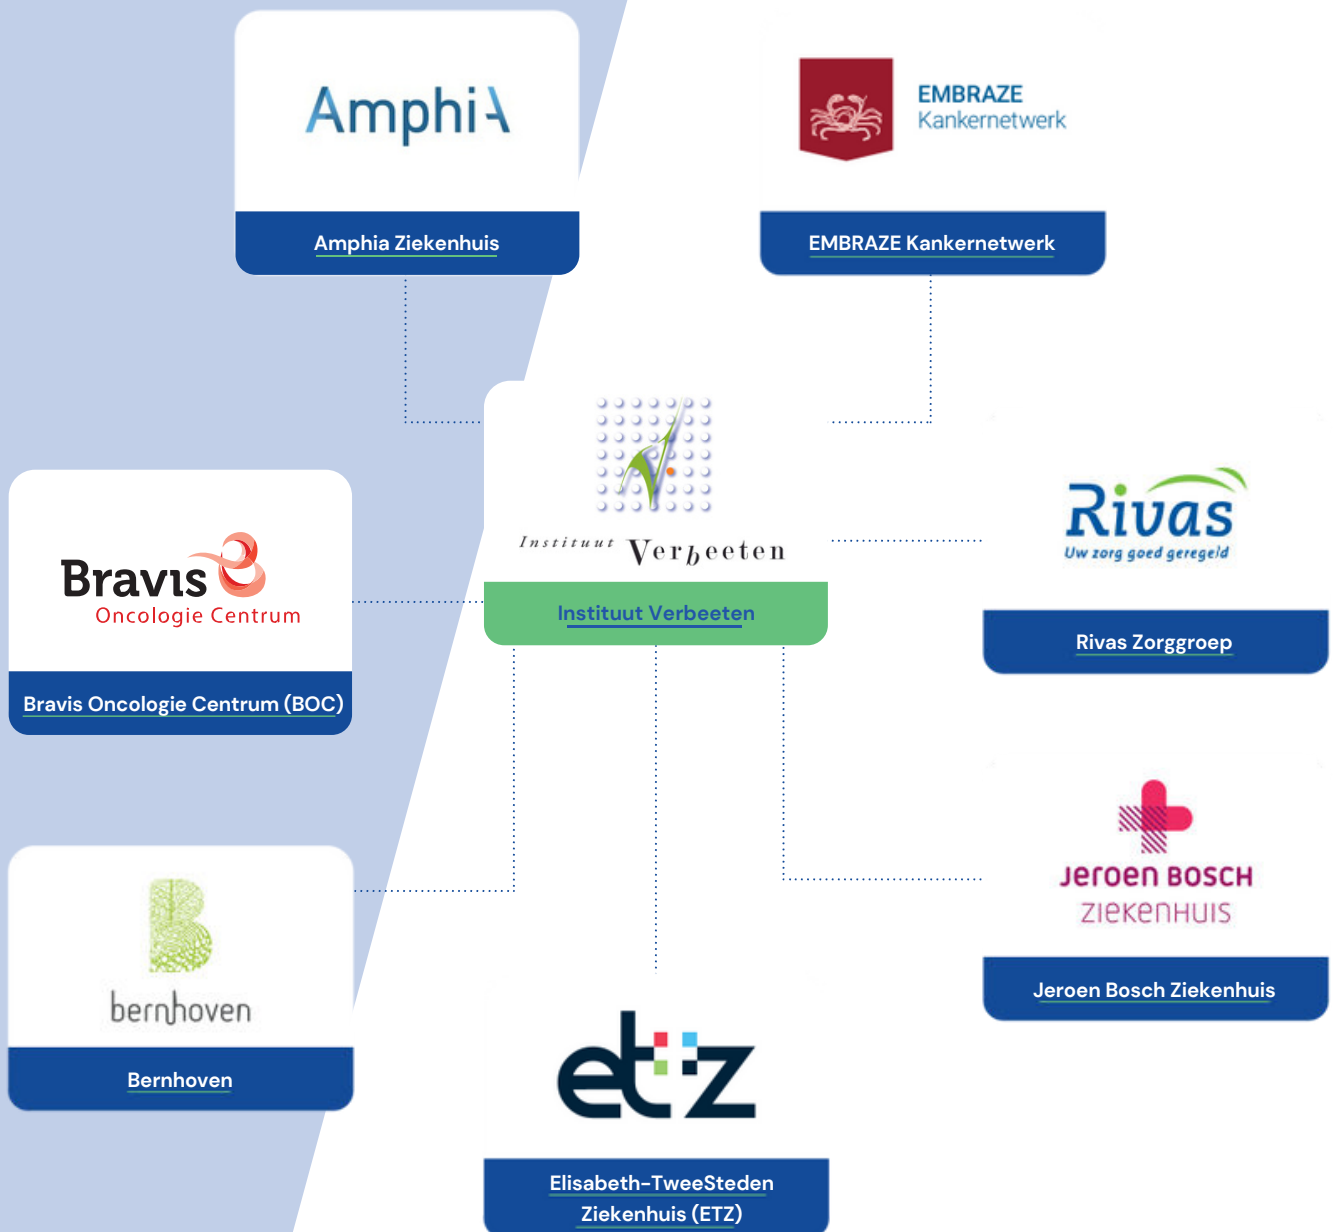 Amphia
Amphia Ziekenhuis
EMBRAZE
Kankernetwerk
EMBRAZE Kankernetwerk
Instituut Verbeeten
Instituut Verbeeten
Rivas
Uw zorg goed geregeld
Rivas Zorggroep
Bravis
Oncologie Centrum
Bravis Oncologie Centrum (BOC)
Jeroen Bosch
Ziekenhuis
Jeroen Bosch Ziekenhuis
B
bernhoven
Bernhoven
etz
Elisabeth-TweeSteden
Ziekenhuis (ETZ)